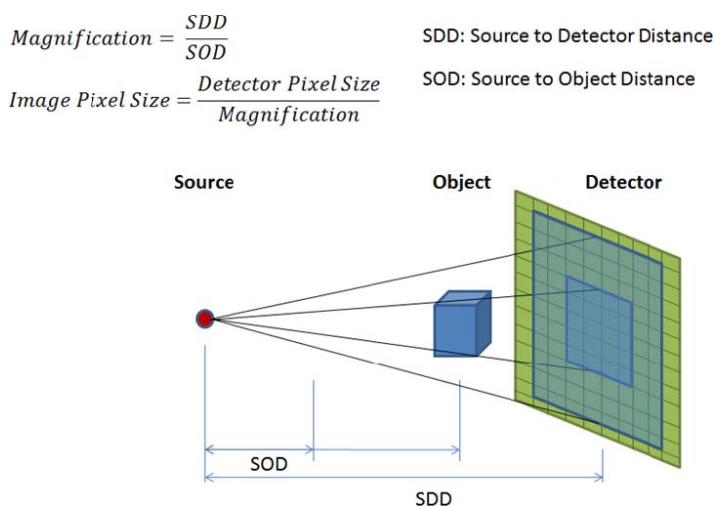 Magnification = SDD / SOD
SDD: Source to Detector Distance
Image Pixel Size = Detector Pixel Size / Magnification
SOD: Source to Object Distance
Source Object Detector
SOD
SDD